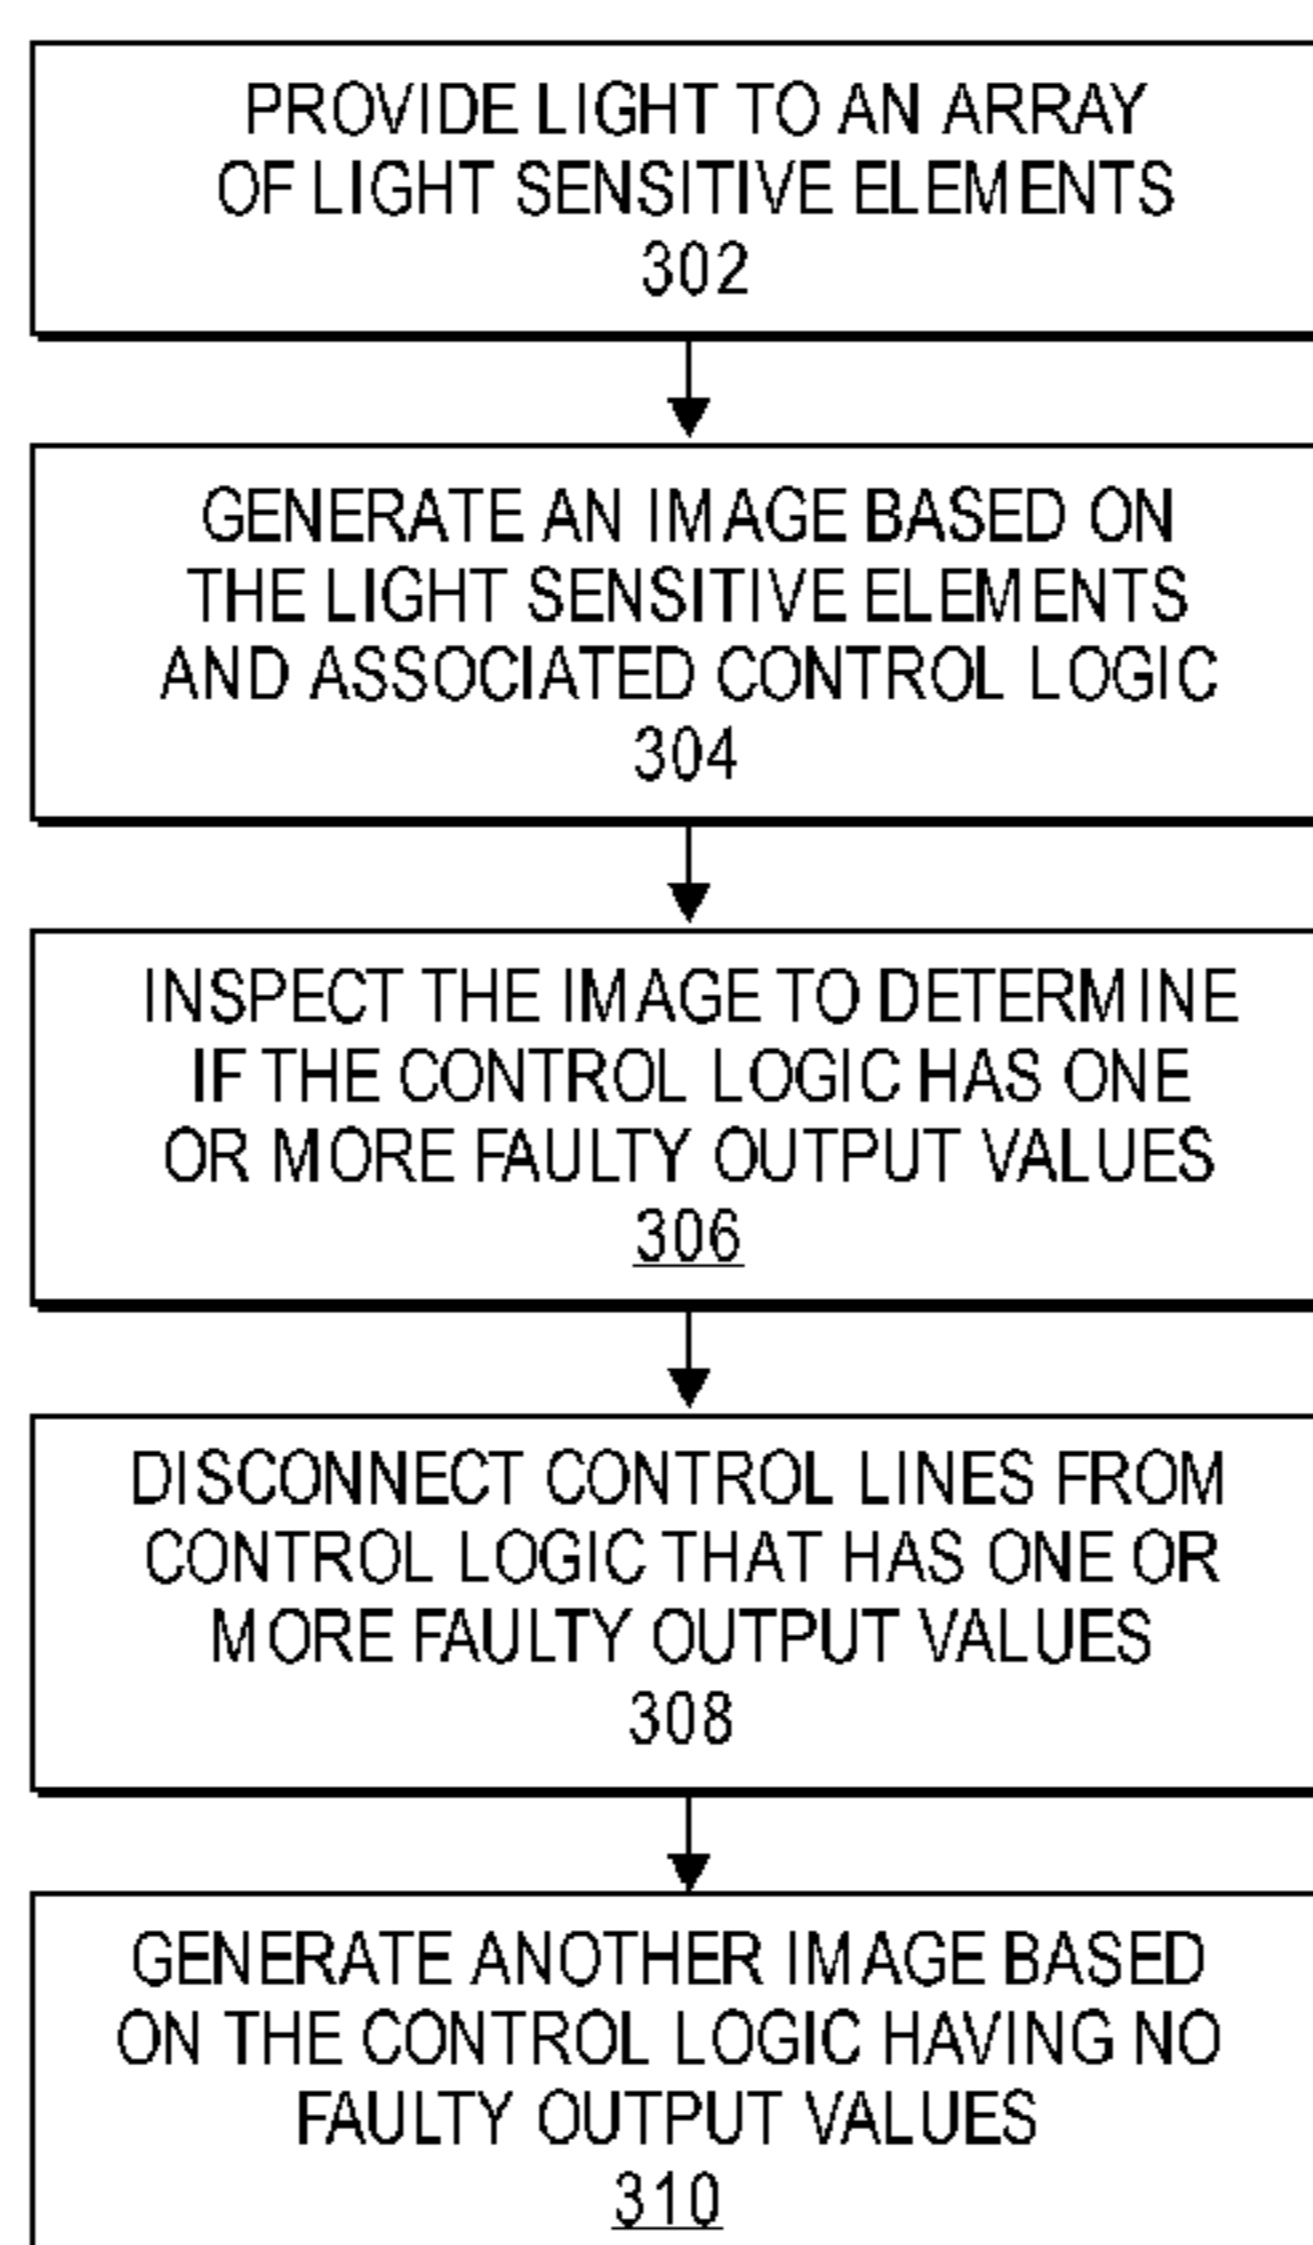 PROVIDE LIGHT TO AN ARRAY
OF LIGHT SENSITIVE ELEMENTS
302
GENERATE AN IMAGE BASED ON
THE LIGHT SENSITIVE ELEMENTS
AND ASSOCIATED CONTROL LOGIC
304
INSPECT THE IMAGE TO DETERMINE
IF THE CONTROL LOGIC HAS ONE
OR MORE FAULTY OUTPUT VALUES
306
DISCONNECT CONTROL LINES FROM
CONTROL LOGIC THAT HAS ONE OR
MORE FAULTY OUTPUT VALUES
308
GENERATE ANOTHER IMAGE BASED
ON THE CONTROL LOGIC HAVING NO
FAULTY OUTPUT VALUES
310